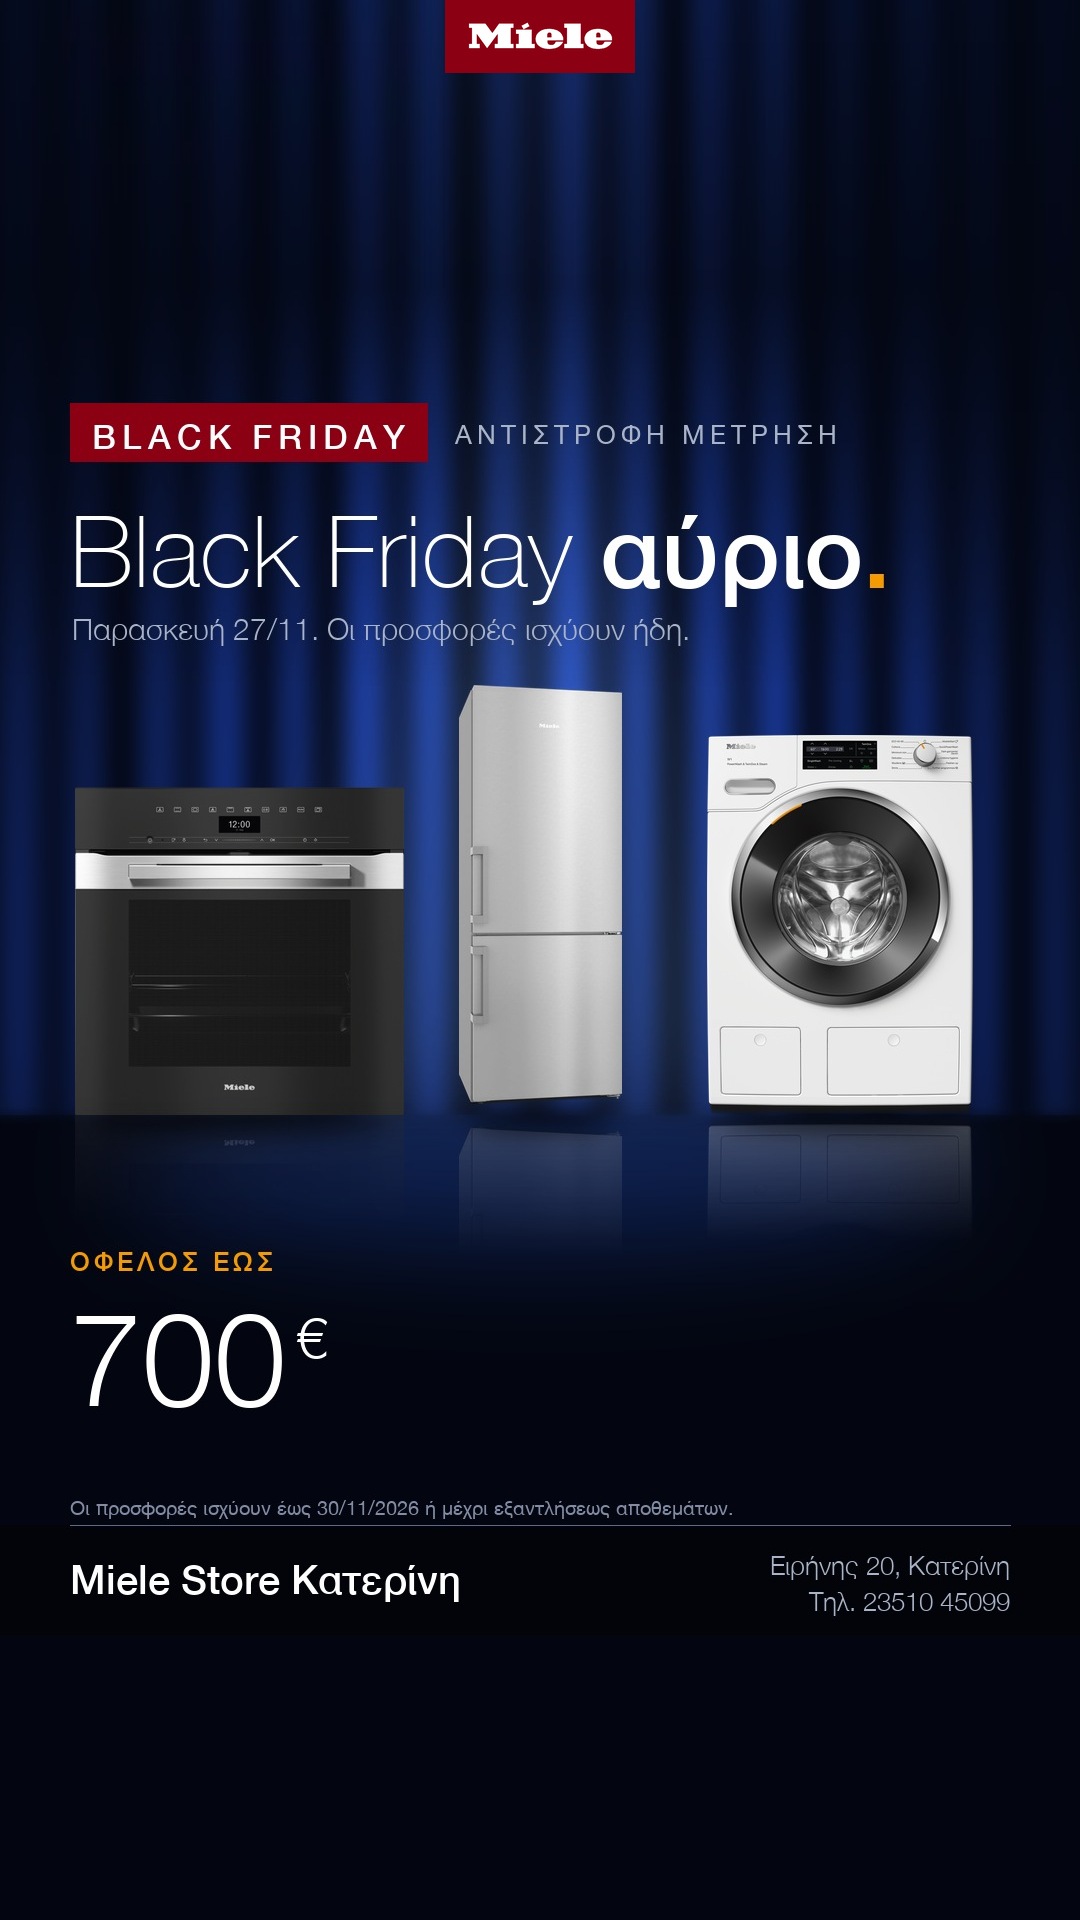 Miele
BLACK FRIDAY
ΑΝΤΙΣΤΡΟΦΗ ΜΕΤΡΗΣΗ
Black Friday αύριο.
Παρασκευή 27/11. Οι προσφορές ισχύουν ήδη.
Miele
Miele
12:00
Miele
ΟΦΕΛΟΣ ΕΩΣ
700 €
Οι προσφορές ισχύουν έως 30/11/2026 ή μέχρι εξαντλήσεως αποθεμάτων.
Miele Store Κατερίνη
Ειρήνης 20, Κατερίνη
Τηλ. 23510 45099